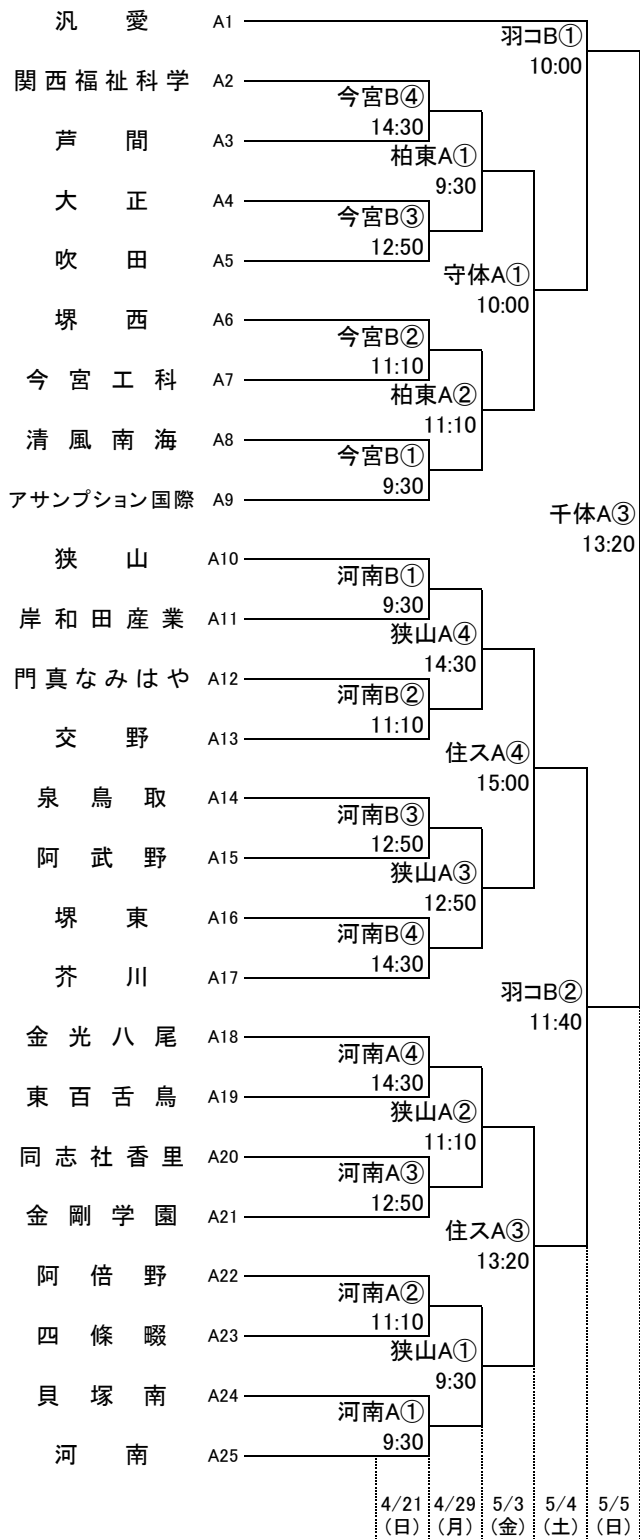 汎愛 A1
羽コB①
10:00
関西福祉科学 A2
今宮B④
14:30
芦間 A3
柏東A①
9:30
大正 A4
今宮B③
12:50
吹田 A5
守体A①
10:00
堺西 A6
今宮B②
11:10
今宮工科 A7
柏東A②
11:10
清風南海 A8
今宮B①
9:30
アサンプション国際 A9
千体A③
13:20
狭山 A10
河南B①
9:30
岸和田産業 A11
狭山A④
14:30
門真なみはや A12
河南B②
11:10
交野 A13
住スA④
15:00
泉鳥取 A14
河南B③
12:50
阿武野 A15
狭山A③
12:50
堺東 A16
河南B④
14:30
芥川 A17
羽コB②
11:40
金光八尾 A18
河南A④
14:30
東百舌鳥 A19
狭山A②
11:10
同志社香里 A20
河南A③
12:50
金剛学園 A21
住スA③
13:20
阿倍野 A22
河南A②
11:10
四條畷 A23
狭山A①
9:30
貝塚南 A24
河南A①
9:30
河南 A25
4/21 4/29 5/3 5/4 5/5
(日) (月) (金) (土) (日)